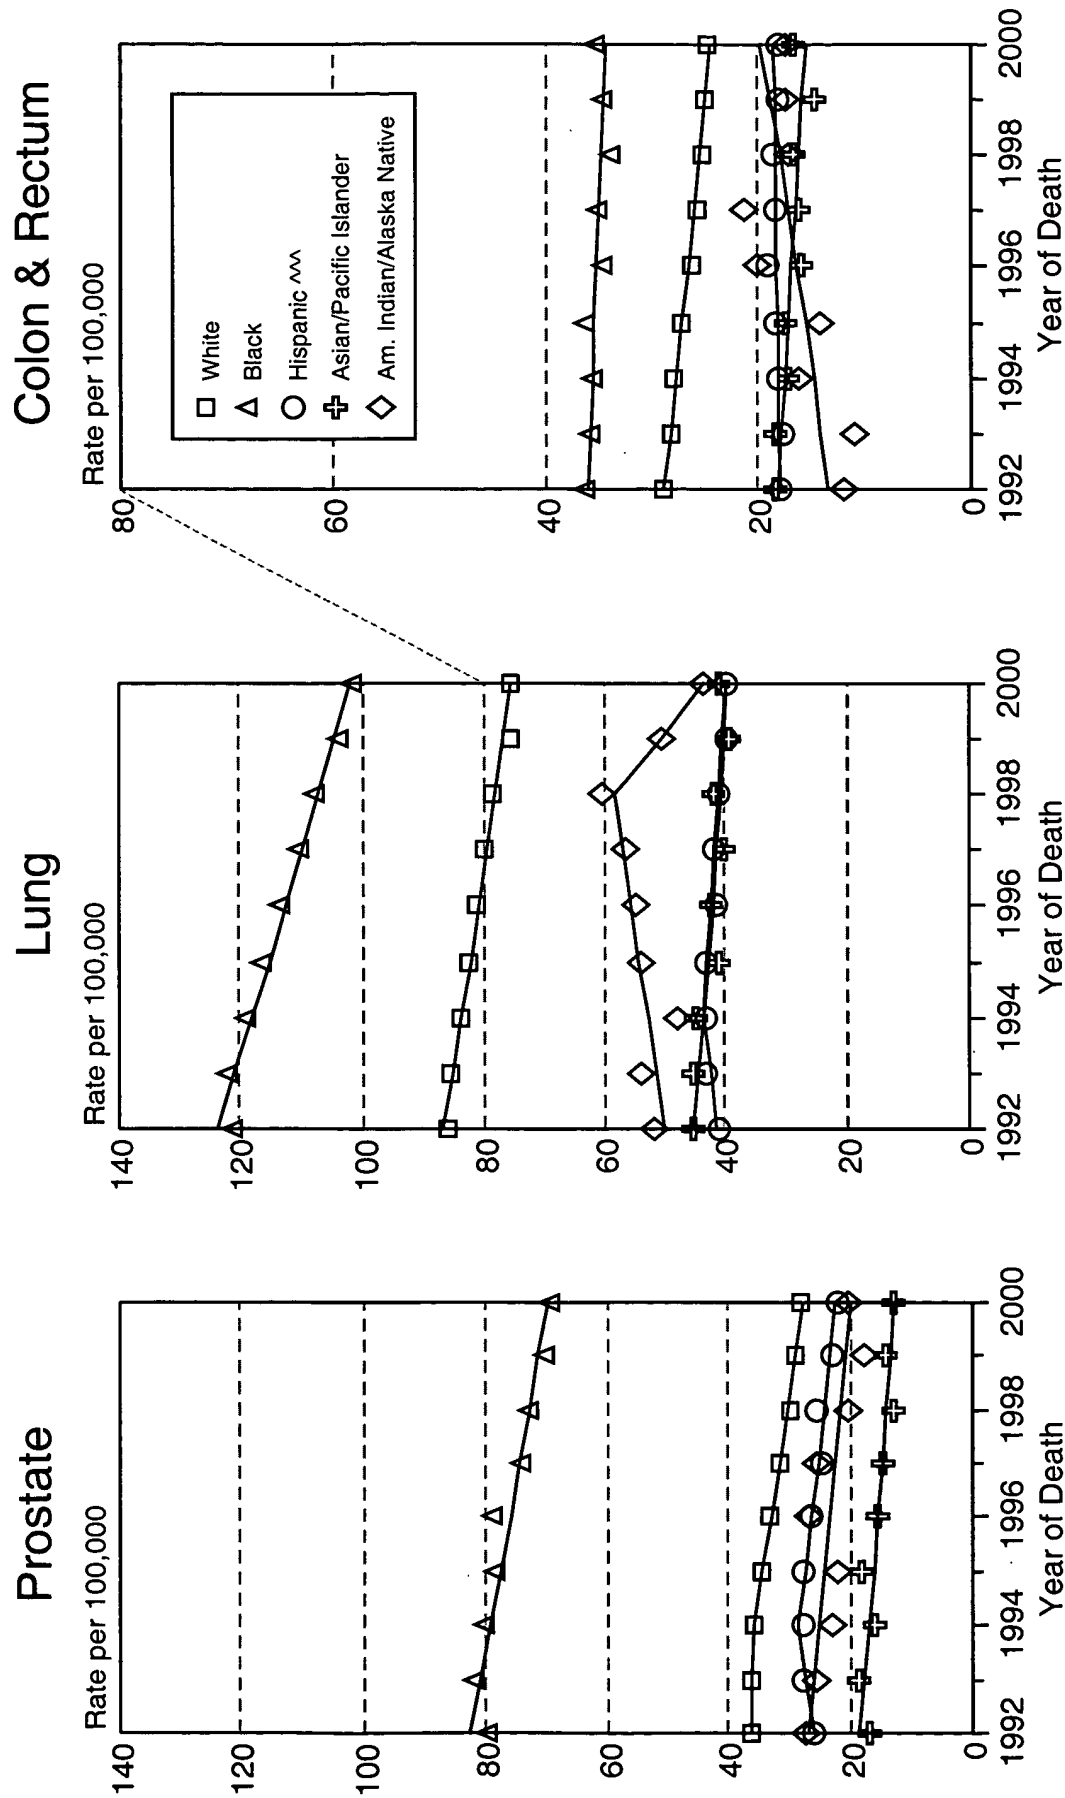 Prostate
Rate per 100,000
140
120
100
80
60
40
20
0
1992
1994
1996
1998
2000
Year of Death
Lung
Rate per 100,000
140
120
100
80
60
40
20
0
1992
1994
1996
1998
2000
Year of Death
Colon & Rectum
Rate per 100,000
80
60
40
20
0
1992
1994
1996
1998
2000
Year of Death
White
Black
Hispanic ^^^
Asian/Pacific Islander
Am. Indian/Alaska Native